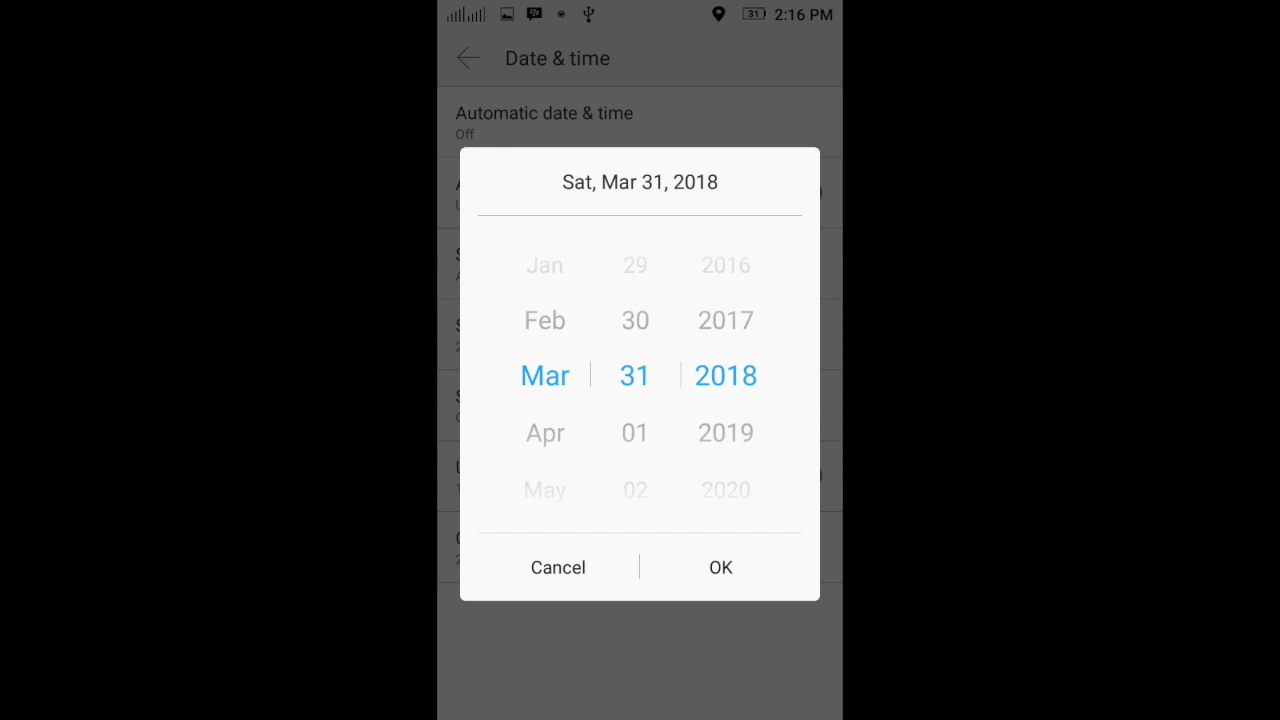 31 2:16 PM
Date & time
Automatic date & time
Off
Sat, Mar 31, 2018
Jan 29 2016
Feb 30 2017
Mar 31 2018
Apr 01 2019
May 02 2020
Cancel OK